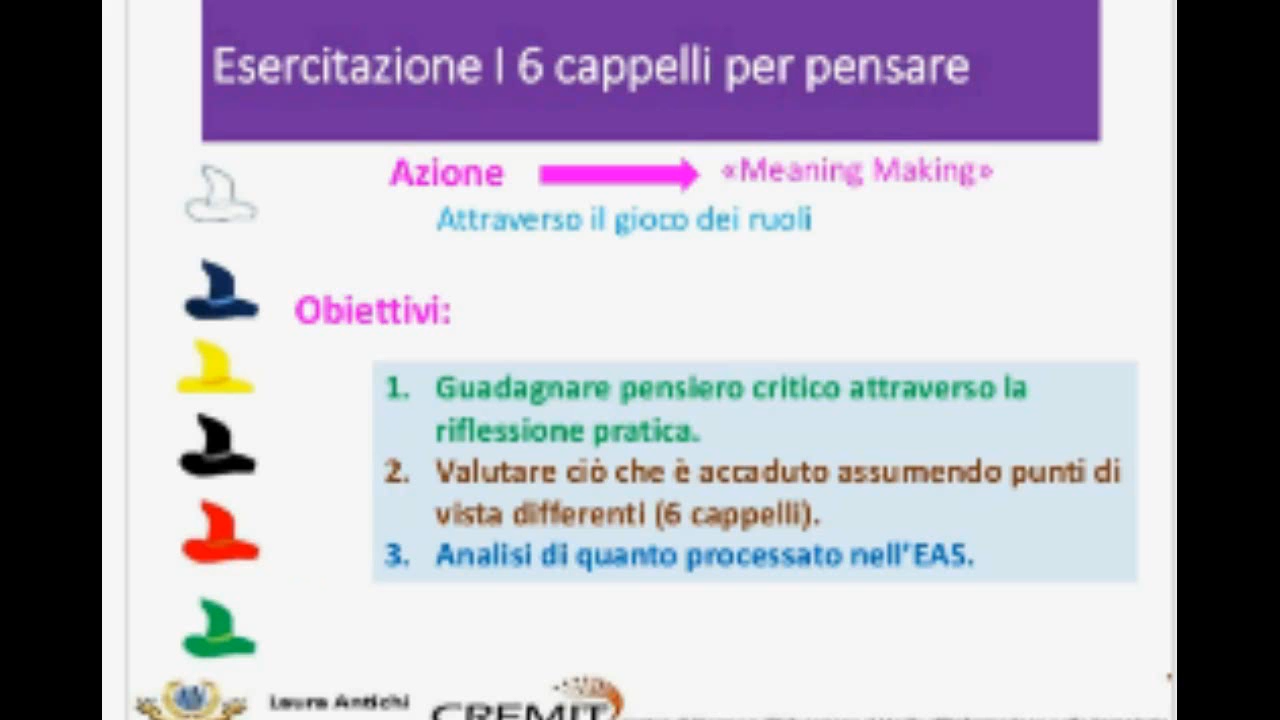 Esercitazione I 6 cappelli per pensare
Azione «Meaning Making»
Attraverso il gioco dei ruoli
Obiettivi:
1. Guadagnare pensiero critico attraverso la
riflessione pratica.
2. Valutare ciò che è accaduto assumendo punti di
vista differenti (6 cappelli).
3. Analisi di quanto processato nell'EAS.
Laura Antichi
CREMIT